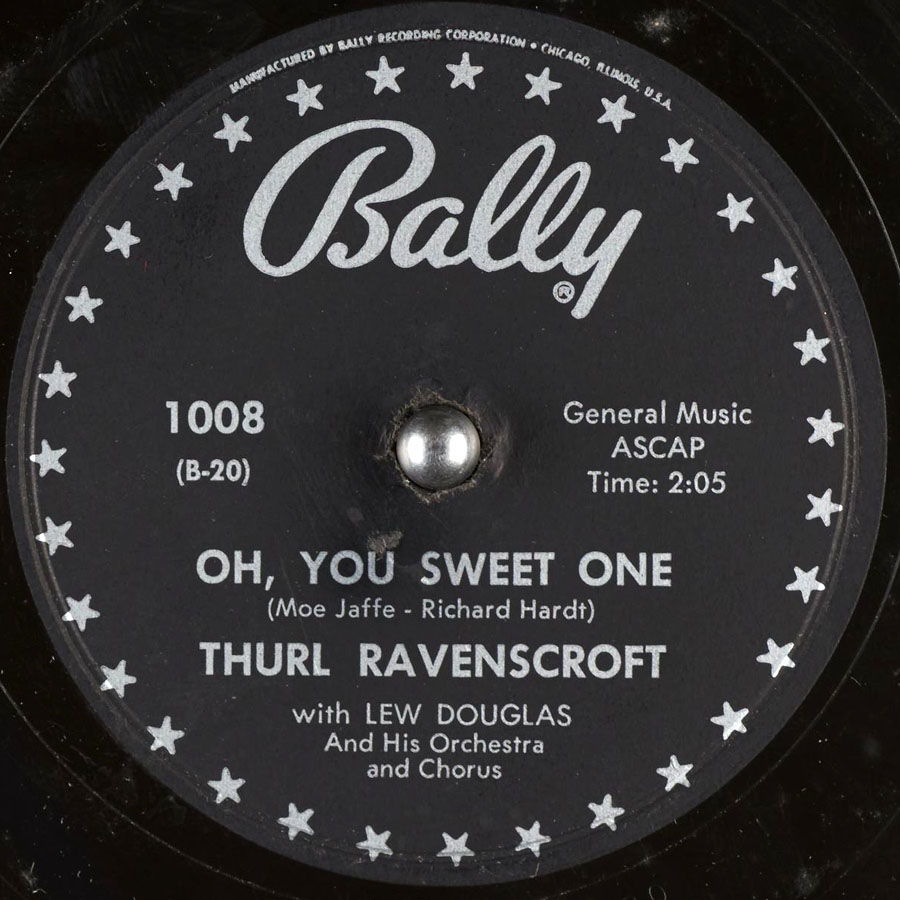 MANUFACTURED BY BALLY RECORDING CORPORATION • CHICAGO, ILLINOIS, U.S.A.
Bally
®
1008
(B-20)
General Music
ASCAP
Time: 2:05
OH, YOU SWEET ONE
(Moe Jaffe - Richard Hardt)
THURL RAVENSCROFT
with LEW DOUGLAS
And His Orchestra
and Chorus